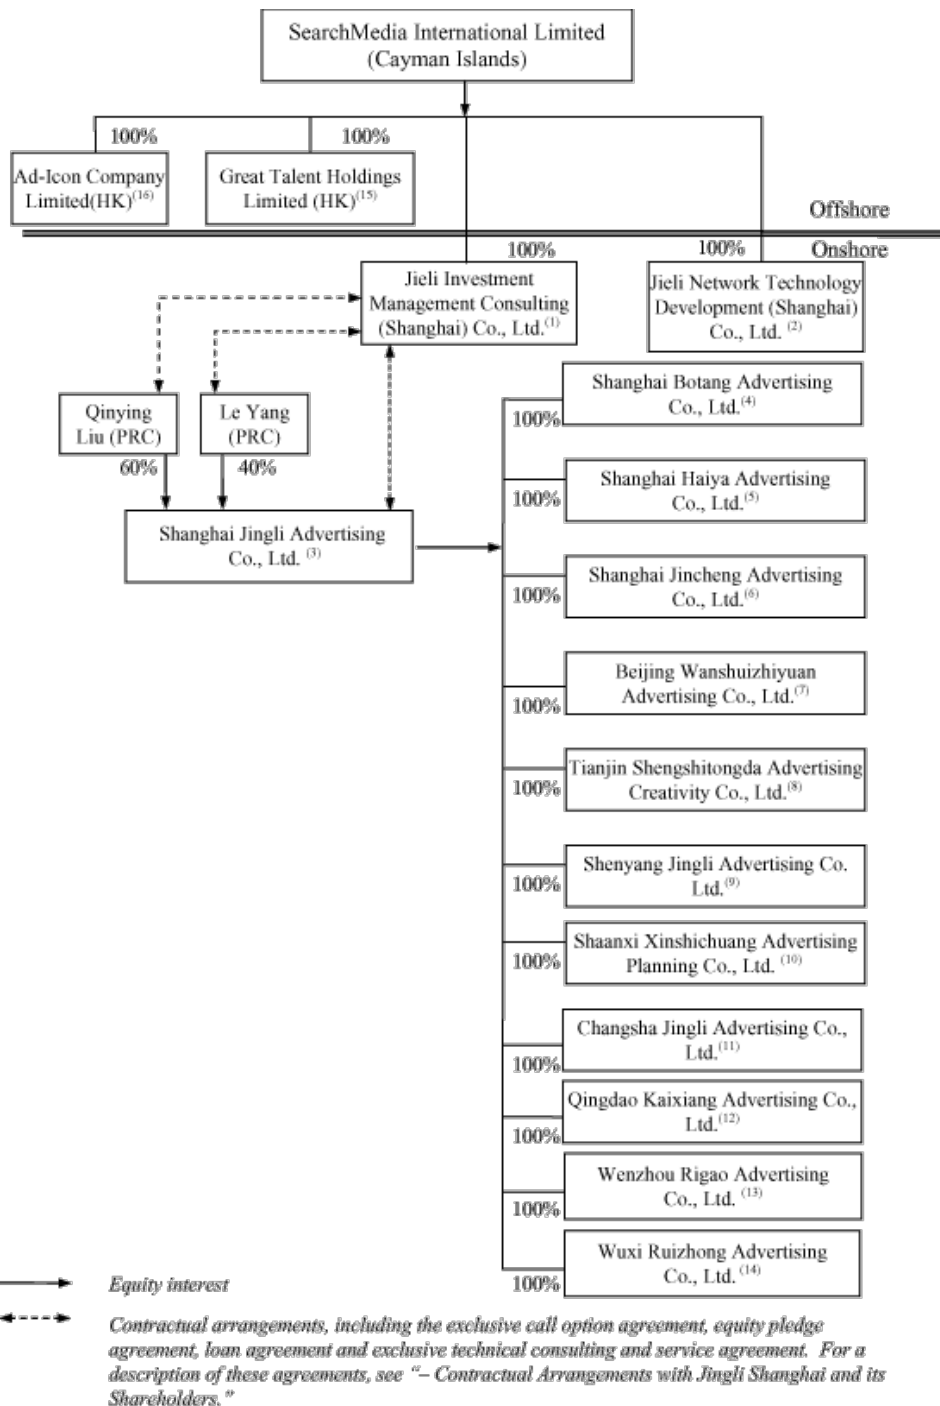 SearchMedia International Limited
(Cayman Islands)
100%
100%
Ad-Icon Company
Limited(HK)(16)
Great Talent Holdings
Limited (HK)(15)
Offshore
100%
100%
Onshore
Jieli Investment
Management Consulting
(Shanghai) Co., Ltd.(1)
Jieli Network Technology
Development (Shanghai)
Co., Ltd. (2)
Qinying
Liu (PRC)
Le Yang
(PRC)
60%
40%
Shanghai Jingli Advertising
Co., Ltd. (3)
Shanghai Botang Advertising
Co., Ltd.(4)
100%
Shanghai Haiya Advertising
Co., Ltd.(5)
100%
Shanghai Jincheng Advertising
Co., Ltd.(6)
100%
Beijing Wanshuizhiyuan
Advertising Co., Ltd.(7)
100%
Tianjin Shengshitongda Advertising
Creativity Co., Ltd.(8)
100%
Shenyang Jingli Advertising Co.
Ltd.(9)
100%
Shaanxi Xinshichuang Advertising
Planning Co., Ltd. (10)
100%
Changsha Jingli Advertising Co.,
Ltd.(11)
100%
Qingdao Kaixiang Advertising Co.,
Ltd.(12)
100%
Wenzhou Rigao Advertising
Co., Ltd. (13)
100%
Wuxi Ruizhong Advertising
Co., Ltd. (14)
100%
Equity interest
Contractual arrangements, including the exclusive call option agreement, equity pledge
agreement, loan agreement and exclusive technical consulting and service agreement. For a
description of these agreements, see “– Contractual Arrangements with Jingli Shanghai and its
Shareholders.”